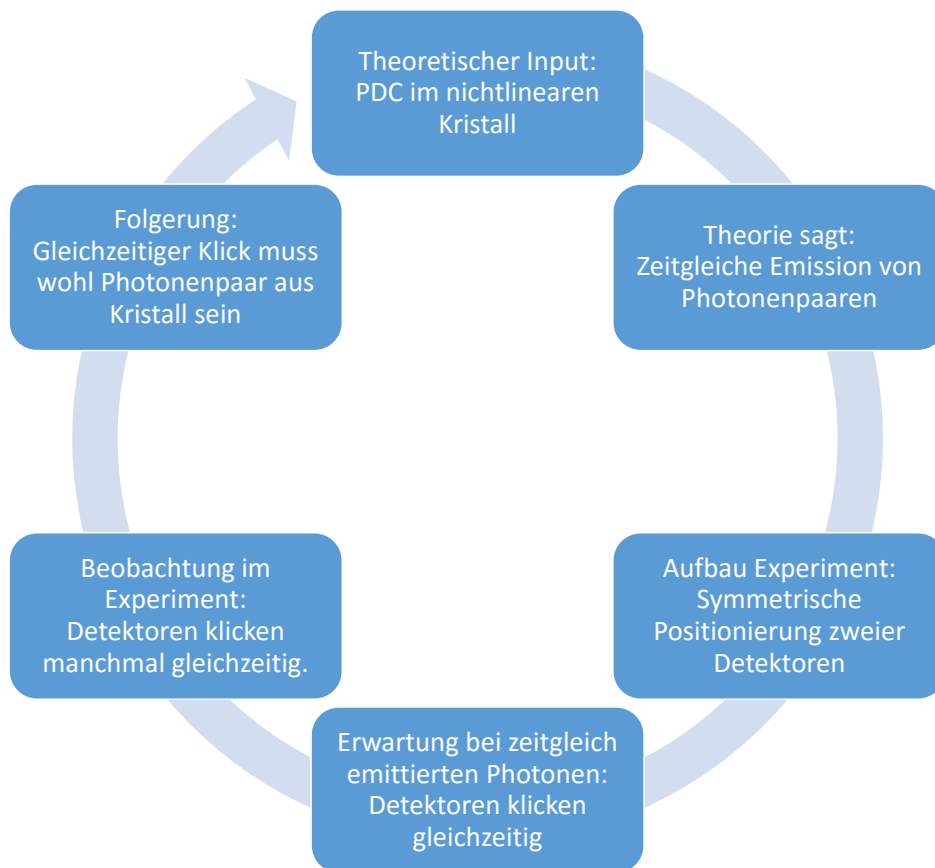 Theoretischer Input:
PDC im nichtlinearen
Kristall
Theorie sagt:
Zeitgleiche Emission von
Photonenpaaren
Aufbau Experiment:
Symmetrische
Positionierung zweier
Detektoren
Erwartung bei zeitgleich
emittierten Photonen:
Detektoren klicken
gleichzeitig
Beobachtung im
Experiment:
Detektoren klicken
manchmal gleichzeitig.
Folgerung:
Gleichzeitiger Klick muss
wohl Photonenpaar aus
Kristall sein